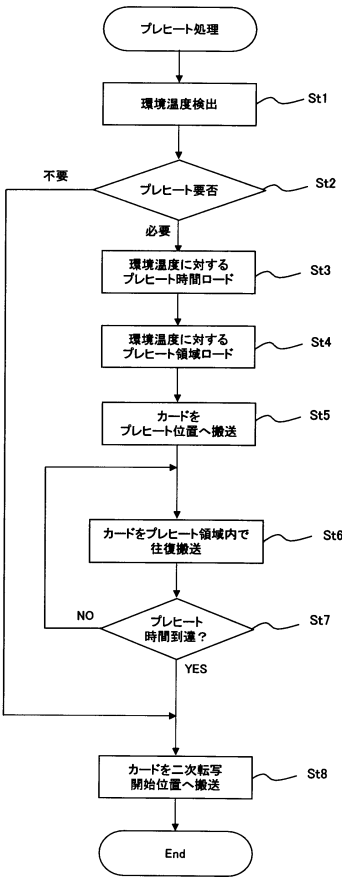 プレヒート処理
環境温度検出
St1
不要
プレヒート要否
St2
必要
環境温度に対する
プレヒート時間ロード
St3
環境温度に対する
プレヒート領域ロード
St4
カードを
プレヒート位置へ搬送
St5
カードをプレヒート領域内で
往復搬送
St6
NO
プレヒート
時間到達？
St7
YES
カードを二次転写
開始位置へ搬送
St8
End